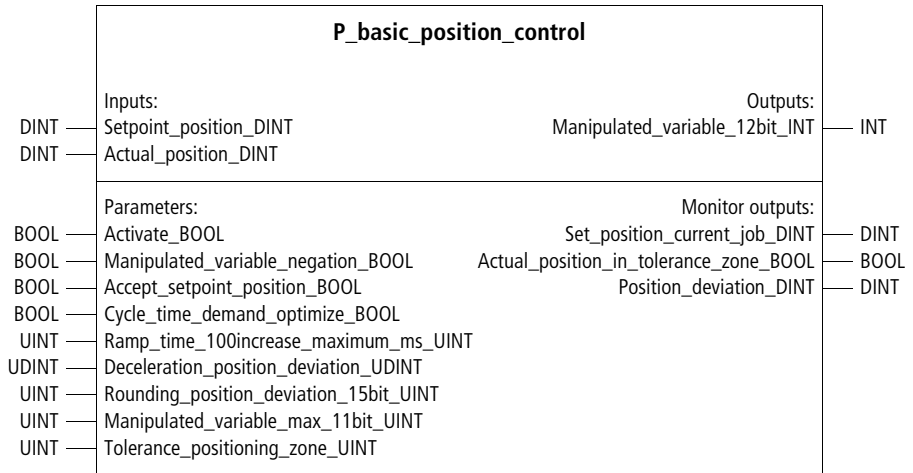 P_basic_position_control
Inputs: Outputs:
DINT Setpoint_position_DINT Manipulated_variable_12bit_INT INT
DINT Actual_position_DINT
Parameters: Monitor outputs:
BOOL Activate_BOOL Set_position_current_job_DINT DINT
BOOL Manipulated_variable_negation_BOOL Actual_position_in_tolerance_zone_BOOL BOOL
BOOL Accept_setpoint_position_BOOL Position_deviation_DINT DINT
BOOL Cycle_time_demand_optimize_BOOL
UINT Ramp_time_100increase_maximum_ms_UINT
UDINT Deceleration_position_deviation_UDINT
UINT Rounding_position_deviation_15bit_UINT
UINT Manipulated_variable_max_11bit_UINT
UINT Tolerance_positioning_zone_UINT